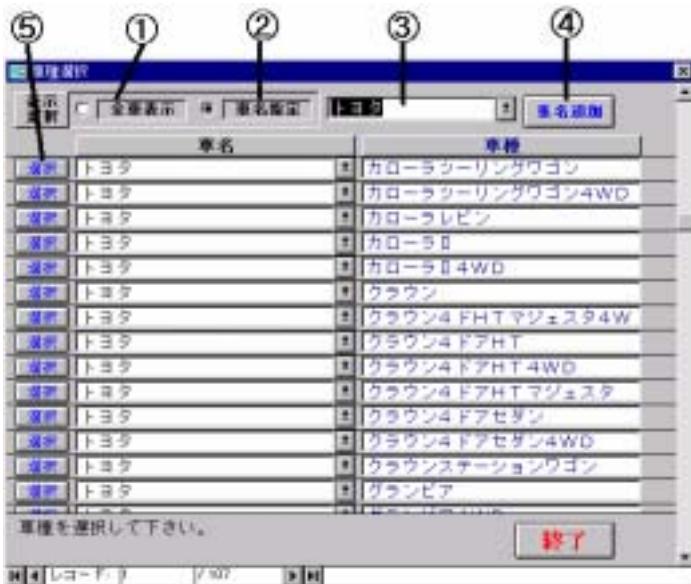 ⑤ ① ② ③ ④
車種選択
表示選択 全車表示 車名指定 トヨタ 車名追加
車名 車種
選択 トヨタ カローラツーリングワゴン
選択 トヨタ カローラツーリングワゴン4WD
選択 トヨタ カローラレビン
選択 トヨタ カローラⅡ
選択 トヨタ カローラⅡ4WD
選択 トヨタ クラウン
選択 トヨタ クラウン4ドHTマジェスタ4W
選択 トヨタ クラウン4ドアHT
選択 トヨタ クラウン4ドアHT4WD
選択 トヨタ クラウン4ドアHTマジェスタ
選択 トヨタ クラウン4ドアセダン
選択 トヨタ クラウン4ドアセダン4WD
選択 トヨタ クラウンステーションワゴン
選択 トヨタ グランビア
車種を選択して下さい。 終了
レコード: 1 / 107